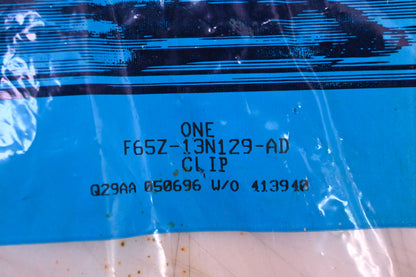 ONE
F65Z-13N129-AD
CLIP
Q29AA 050696 W/O 413940